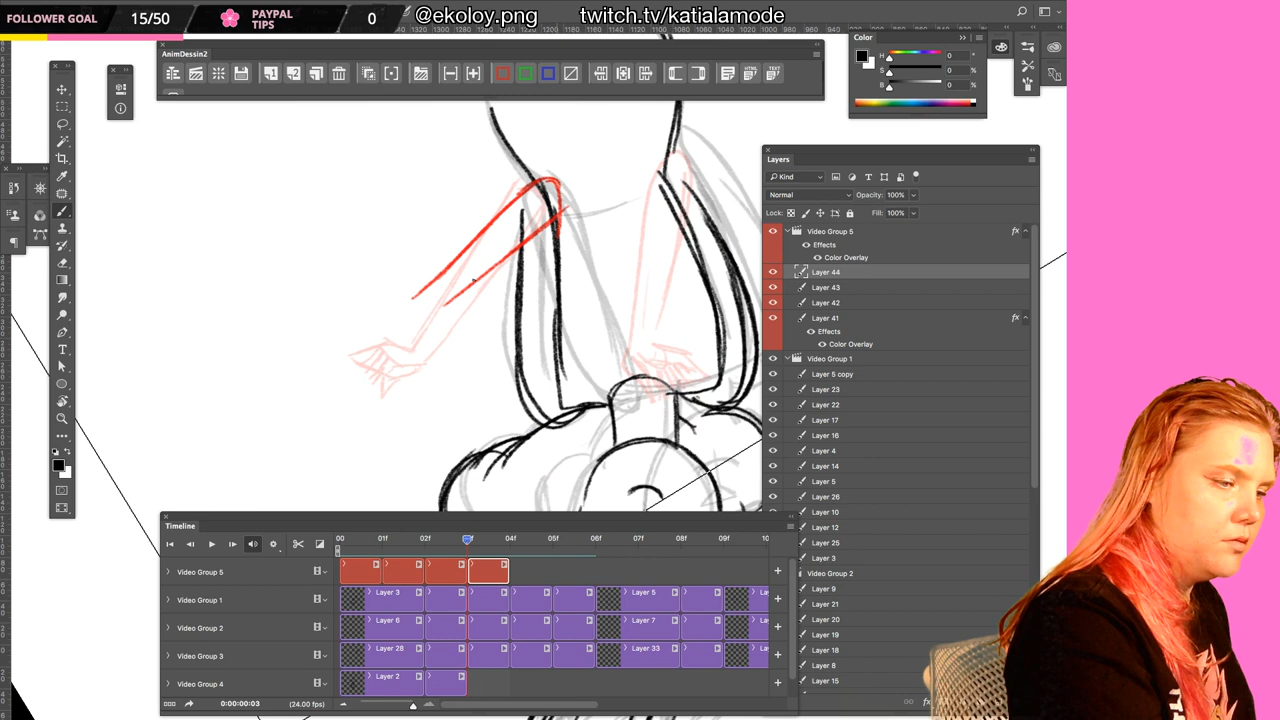 FOLLOWER GOAL 15/50 PAYPAL TIPS 0 @ekoloy.png twitch.tv/katialamode
AnimDessin2
Color
H 0 °
S 0 %
B 0 %
Layers
Kind
Normal Opacity: 100%
Lock: Fill: 100%
Video Group 5 fx
Effects
Color Overlay
Layer 44
Layer 43
Layer 42
Layer 41 fx
Effects
Color Overlay
Video Group 1
Layer 5 copy
Layer 23
Layer 22
Layer 17
Layer 16
Layer 4
Layer 14
Layer 5
Layer 26
Layer 10
Layer 12
Layer 25
Layer 3
Video Group 2
Layer 9
Layer 21
Layer 20
Layer 19
Layer 18
Layer 8
Layer 15
Timeline
00 01f 02f 04f 05f 06f 07f 08f 09f 10
Video Group 5
Video Group 1 Layer 3 Layer 5
Video Group 2 Layer 6 Layer 7
Video Group 3 Layer 28 Layer 33
Video Group 4 Layer 2
0:00:00:03 (24.00 fps)